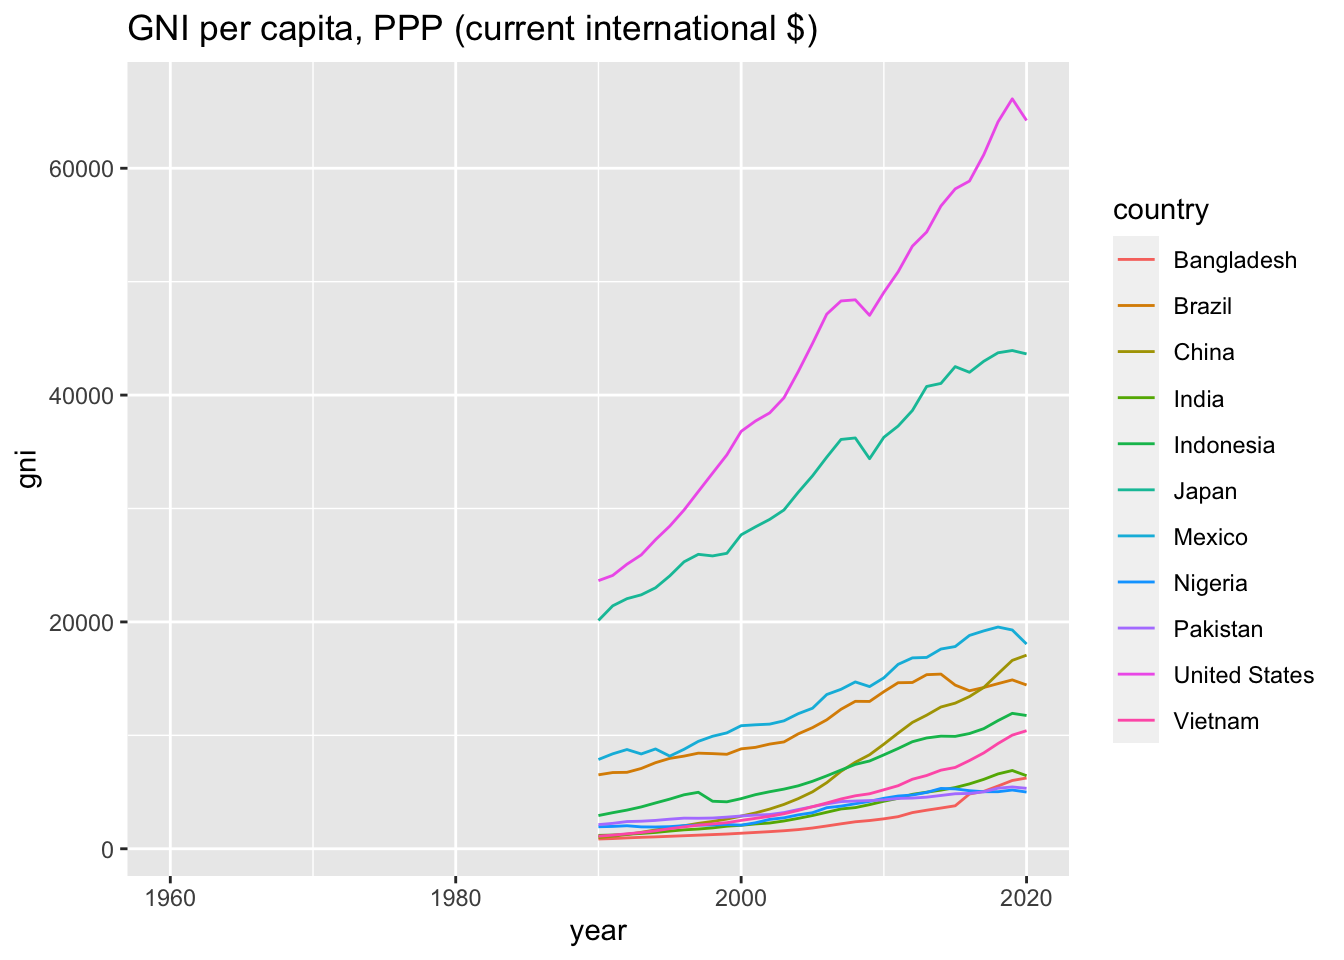 GNI per capita, PPP (current international $)
60000
40000
20000
0
gni
1960
1980
2000
2020
year
country
Bangladesh
Brazil
China
India
Indonesia
Japan
Mexico
Nigeria
Pakistan
United States
Vietnam